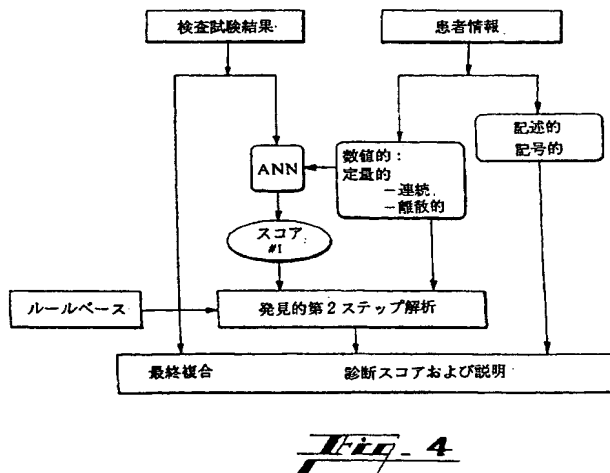 検査試験結果
患者情報
記述的
記号的
数値的:
定量的
—連続
—離散的
ANN
スコア
#1
ルールベース
発見的第2ステップ解析
最終複合 診断スコアおよび説明
Fig. 4